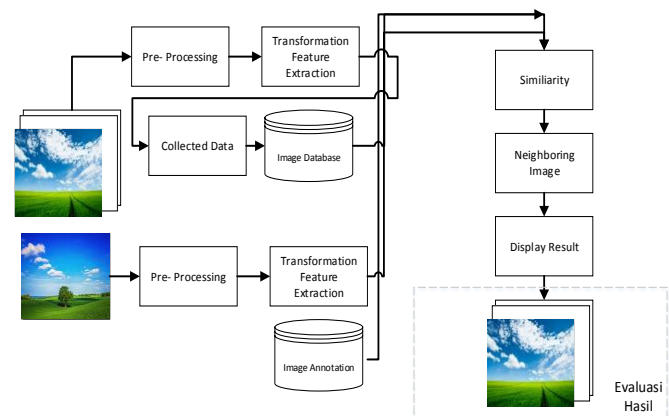 Pre- Processing
Transformation
Feature
Extraction
Similiarity
Collected Data
Image Database
Neighboring
Image
Pre- Processing
Transformation
Feature
Extraction
Display Result
Image Annotation
Evaluasi
Hasil